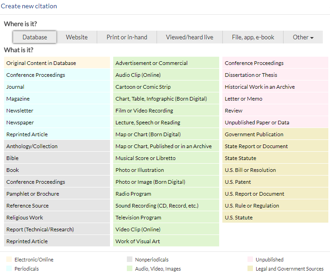 Create new citation
Where is it?
Database Website Print or in-hand Viewed/heard live File, app, e-book Other
What is it?
Original Content in Database Advertisement or Commercial Conference Proceedings
Conference Proceedings Audio Clip (Online) Dissertation or Thesis
Journal Cartoon or Comic Strip Historical Work in an Archive
Magazine Chart, Table, Infographic (Born Digital) Letter or Memo
Newsletter Film or Video Recording Review
Newspaper Lecture, Speech or Reading Unpublished Paper or Data
Reprinted Article Map or Chart (Born Digital) Government Publication
Anthology/Collection Map or Chart, Published or in an Archive State Report or Document
Bible Musical Score or Libretto State Statute
Book Photo or Illustration U.S. Bill or Resolution
Conference Proceedings Photo or Image (Born Digital) U.S. Patent
Pamphlet or Brochure Radio Program U.S. Report or Document
Reference Source Sound Recording (CD, Record, etc.) U.S. Rule or Regulation
Religious Work Television Program U.S. Statute
Report (Technical/Research) Video Clip (Online)
Reprinted Article Work of Visual Art
Electronic/Online Nonperiodicals Unpublished
Periodicals Audio, Video, Images Legal and Government Sources